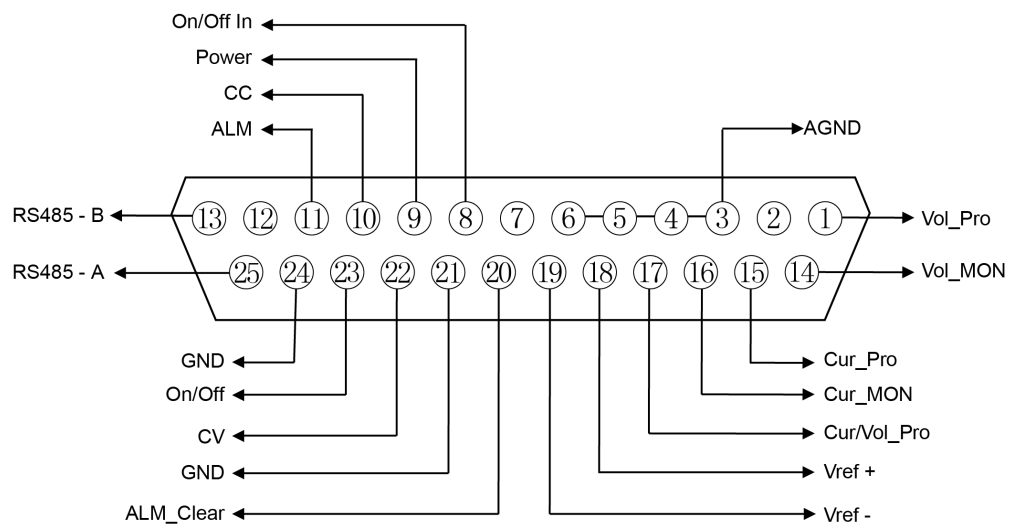 On/Off In
Power
CC
ALM
AGND
RS485 - B
13 12 11 10 9 8 7 6 5 4 3 2 1
Vol_Pro
RS485 - A
25 24 23 22 21 20 19 18 17 16 15 14
Vol_MON
GND
On/Off
CV
GND
ALM_Clear
Cur_Pro
Cur_MON
Cur/Vol_Pro
Vref +
Vref -